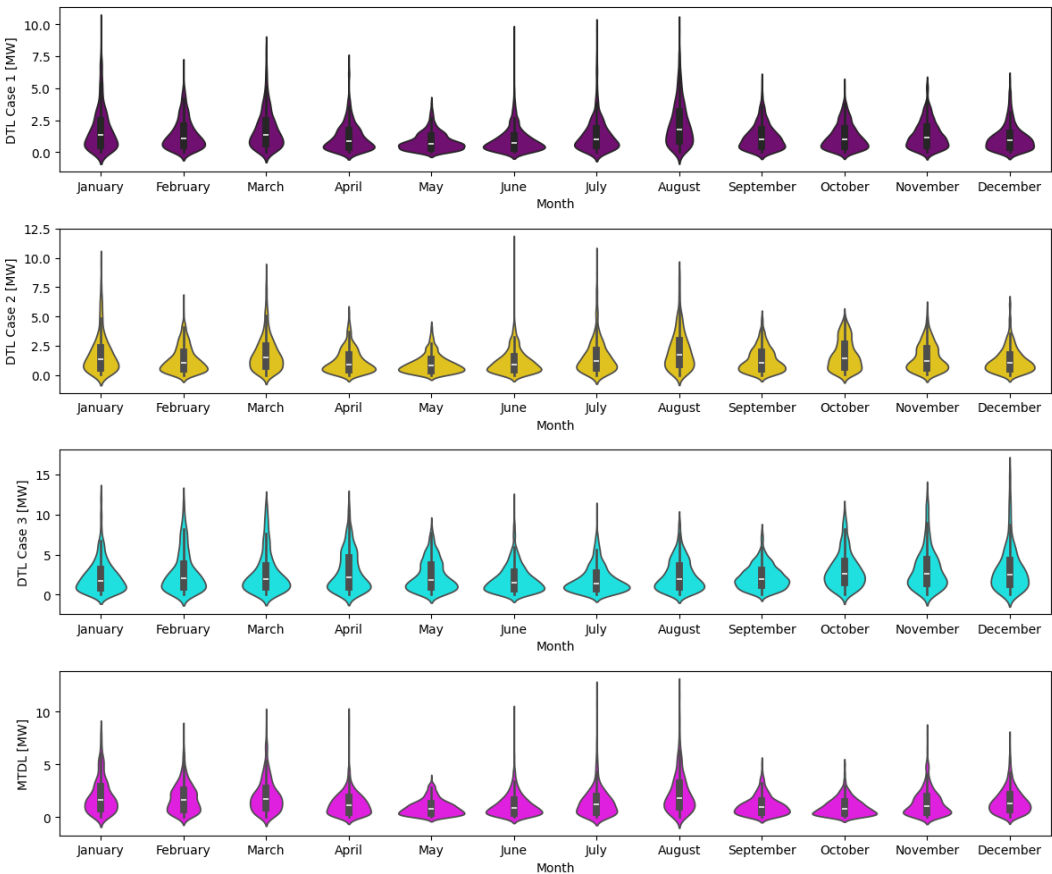 DTL Case 1 [MW]
10.0
7.5
5.0
2.5
0.0
January February March April May June July August September October November December
Month
DTL Case 2 [MW]
12.5
10.0
7.5
5.0
2.5
0.0
January February March April May June July August September October November December
Month
DTL Case 3 [MW]
15
10
5
0
January February March April May June July August September October November December
Month
MTDL [MW]
10
5
0
January February March April May June July August September October November December
Month